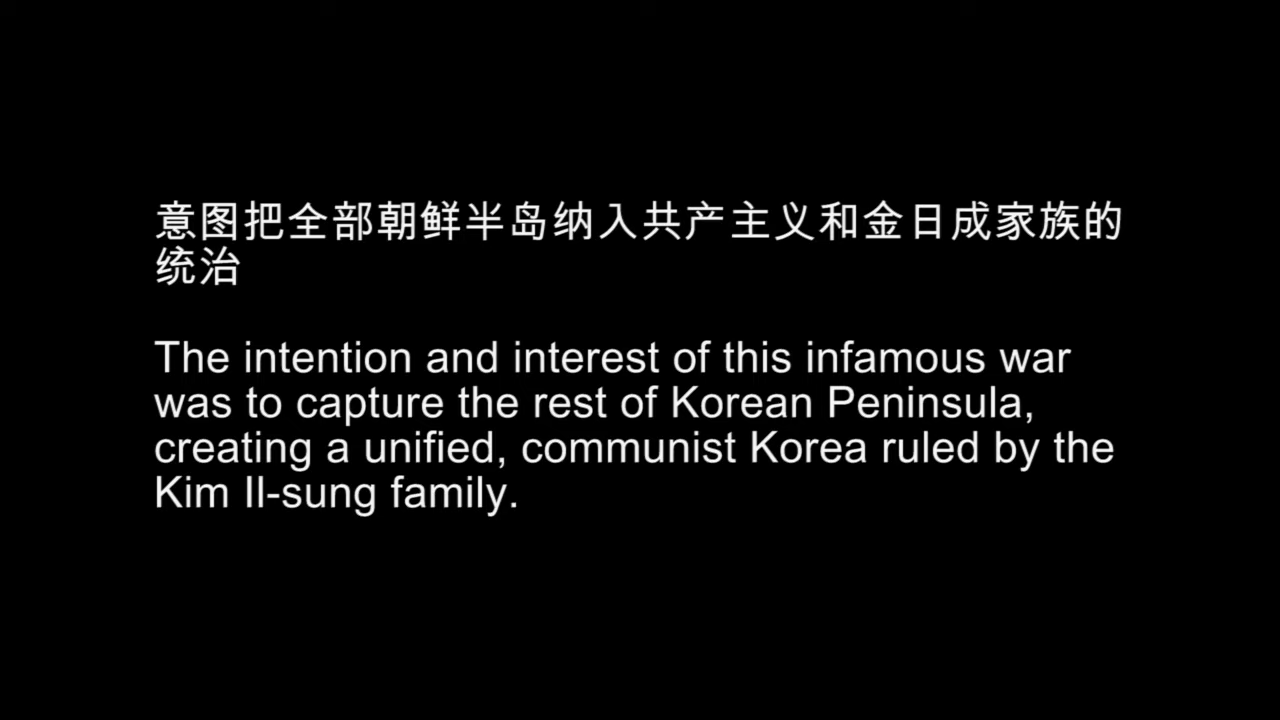 意图把全部朝鲜半岛纳入共产主义和金日成家族的
统治
The intention and interest of this infamous war
was to capture the rest of Korean Peninsula,
creating a unified, communist Korea ruled by the
Kim Il-sung family.